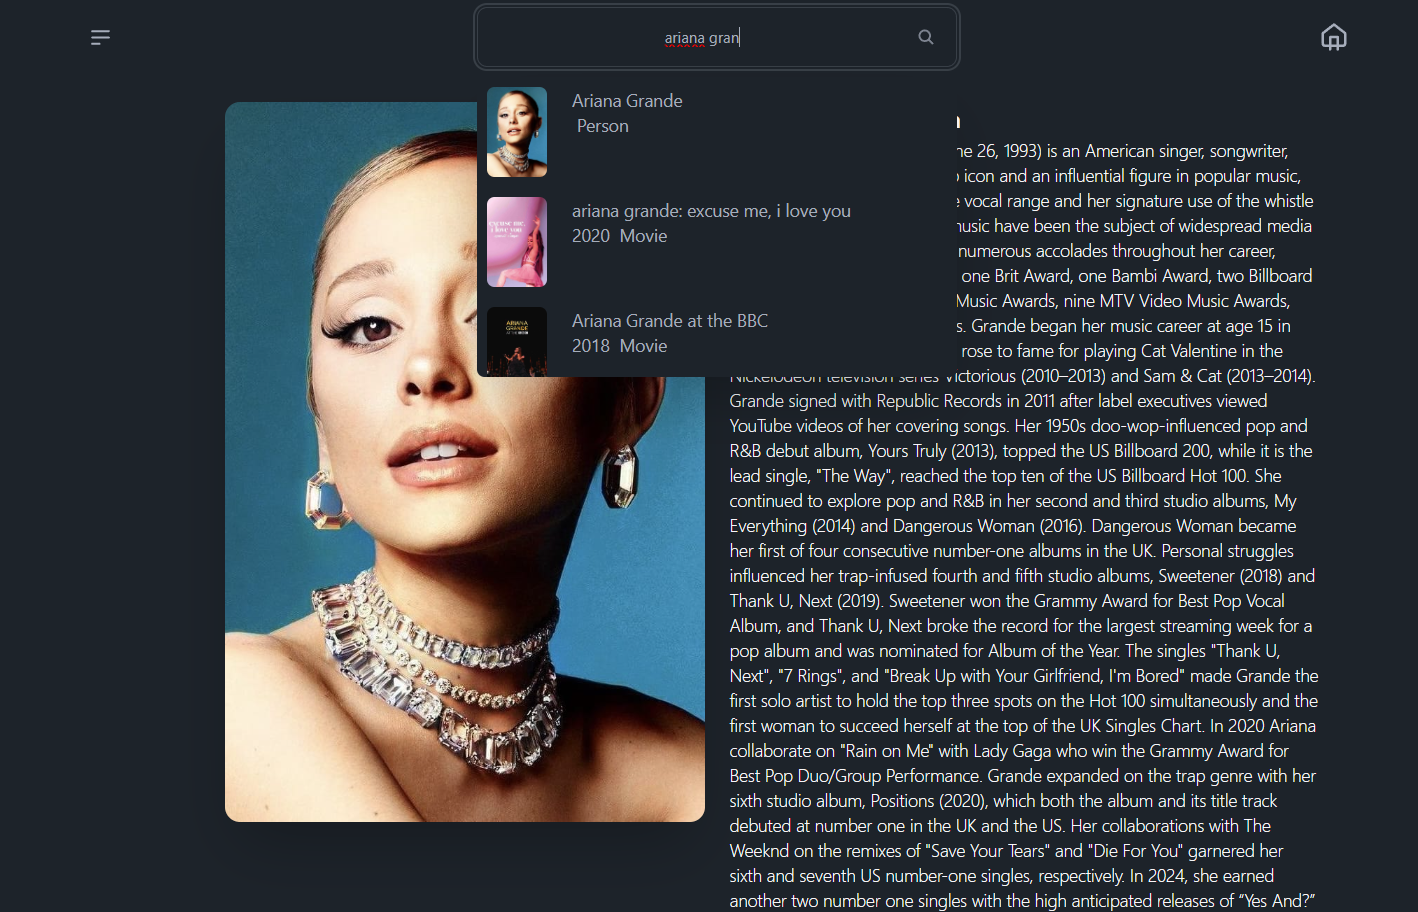 ariana gran
Ariana Grande
Person
ariana grande: excuse me, i love you
2020 Movie
Ariana Grande at the BBC
2018 Movie
excuse me,
i love you
ARIANA
GRANDE
26, 1993) is an American singer, songwriter,
icon and an influential figure in popular music,
vocal range and her signature use of the whistle
music have been the subject of widespread media
numerous accolades throughout her career,
one Brit Award, one Bambi Award, two Billboard
Music Awards, nine MTV Video Music Awards,
Grande began her music career at age 15 in
rose to fame for playing Cat Valentine in the
Nickelodeon television series Victorious (2010–2013) and Sam & Cat (2013–2014).
Grande signed with Republic Records in 2011 after label executives viewed
YouTube videos of her covering songs. Her 1950s doo-wop-influenced pop and
R&B debut album, Yours Truly (2013), topped the US Billboard 200, while it is the
lead single, "The Way", reached the top ten of the US Billboard Hot 100. She
continued to explore pop and R&B in her second and third studio albums, My
Everything (2014) and Dangerous Woman (2016). Dangerous Woman became
her first of four consecutive number-one albums in the UK. Personal struggles
influenced her trap-infused fourth and fifth studio albums, Sweetener (2018) and
Thank U, Next (2019). Sweetener won the Grammy Award for Best Pop Vocal
Album, and Thank U, Next broke the record for the largest streaming week for a
pop album and was nominated for Album of the Year. The singles "Thank U,
Next", "7 Rings", and "Break Up with Your Girlfriend, I'm Bored" made Grande the
first solo artist to hold the top three spots on the Hot 100 simultaneously and the
first woman to succeed herself at the top of the UK Singles Chart. In 2020 Ariana
collaborate on "Rain on Me" with Lady Gaga who win the Grammy Award for
Best Pop Duo/Group Performance. Grande expanded on the trap genre with her
sixth studio album, Positions (2020), which both the album and its title track
debuted at number one in the UK and the US. Her collaborations with The
Weeknd on the remixes of "Save Your Tears" and "Die For You" garnered her
sixth and seventh US number-one singles, respectively. In 2024, she earned
another two number one singles with the high anticipated releases of “Yes And?”